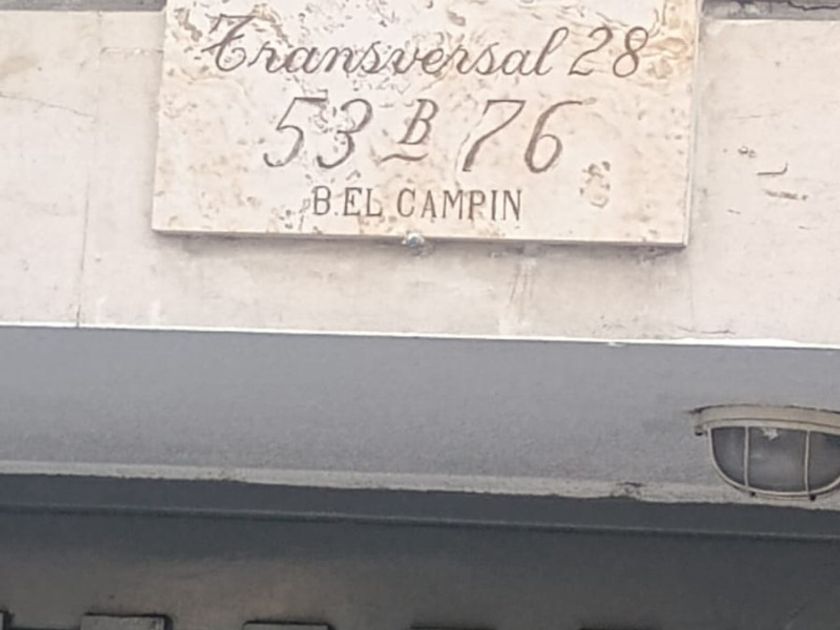 Transversal 28
53 B 76
B.EL CAMPIN